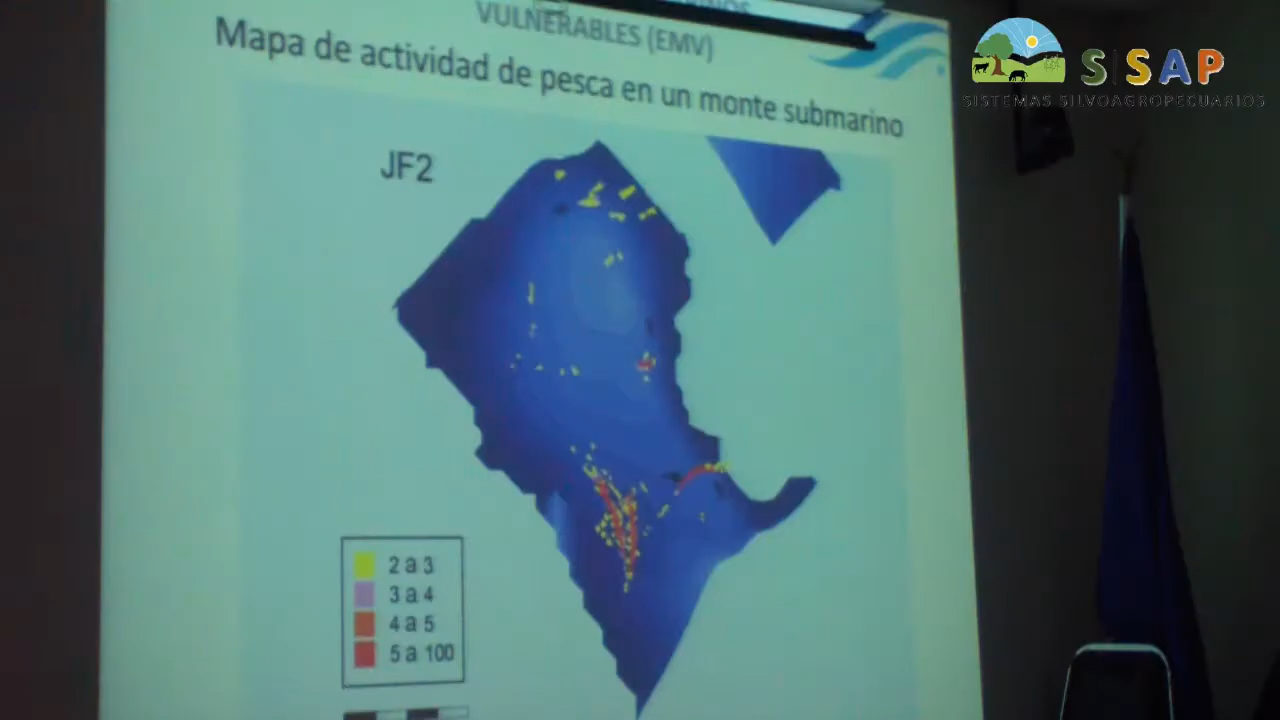 VULNERABLES (EMV)
Mapa de actividad de pesca en un monte submarino
JF2
2 a 3
3 a 4
4 a 5
5 a 100
SISAP
SISTEMAS SILVOAGROPECUARIOS